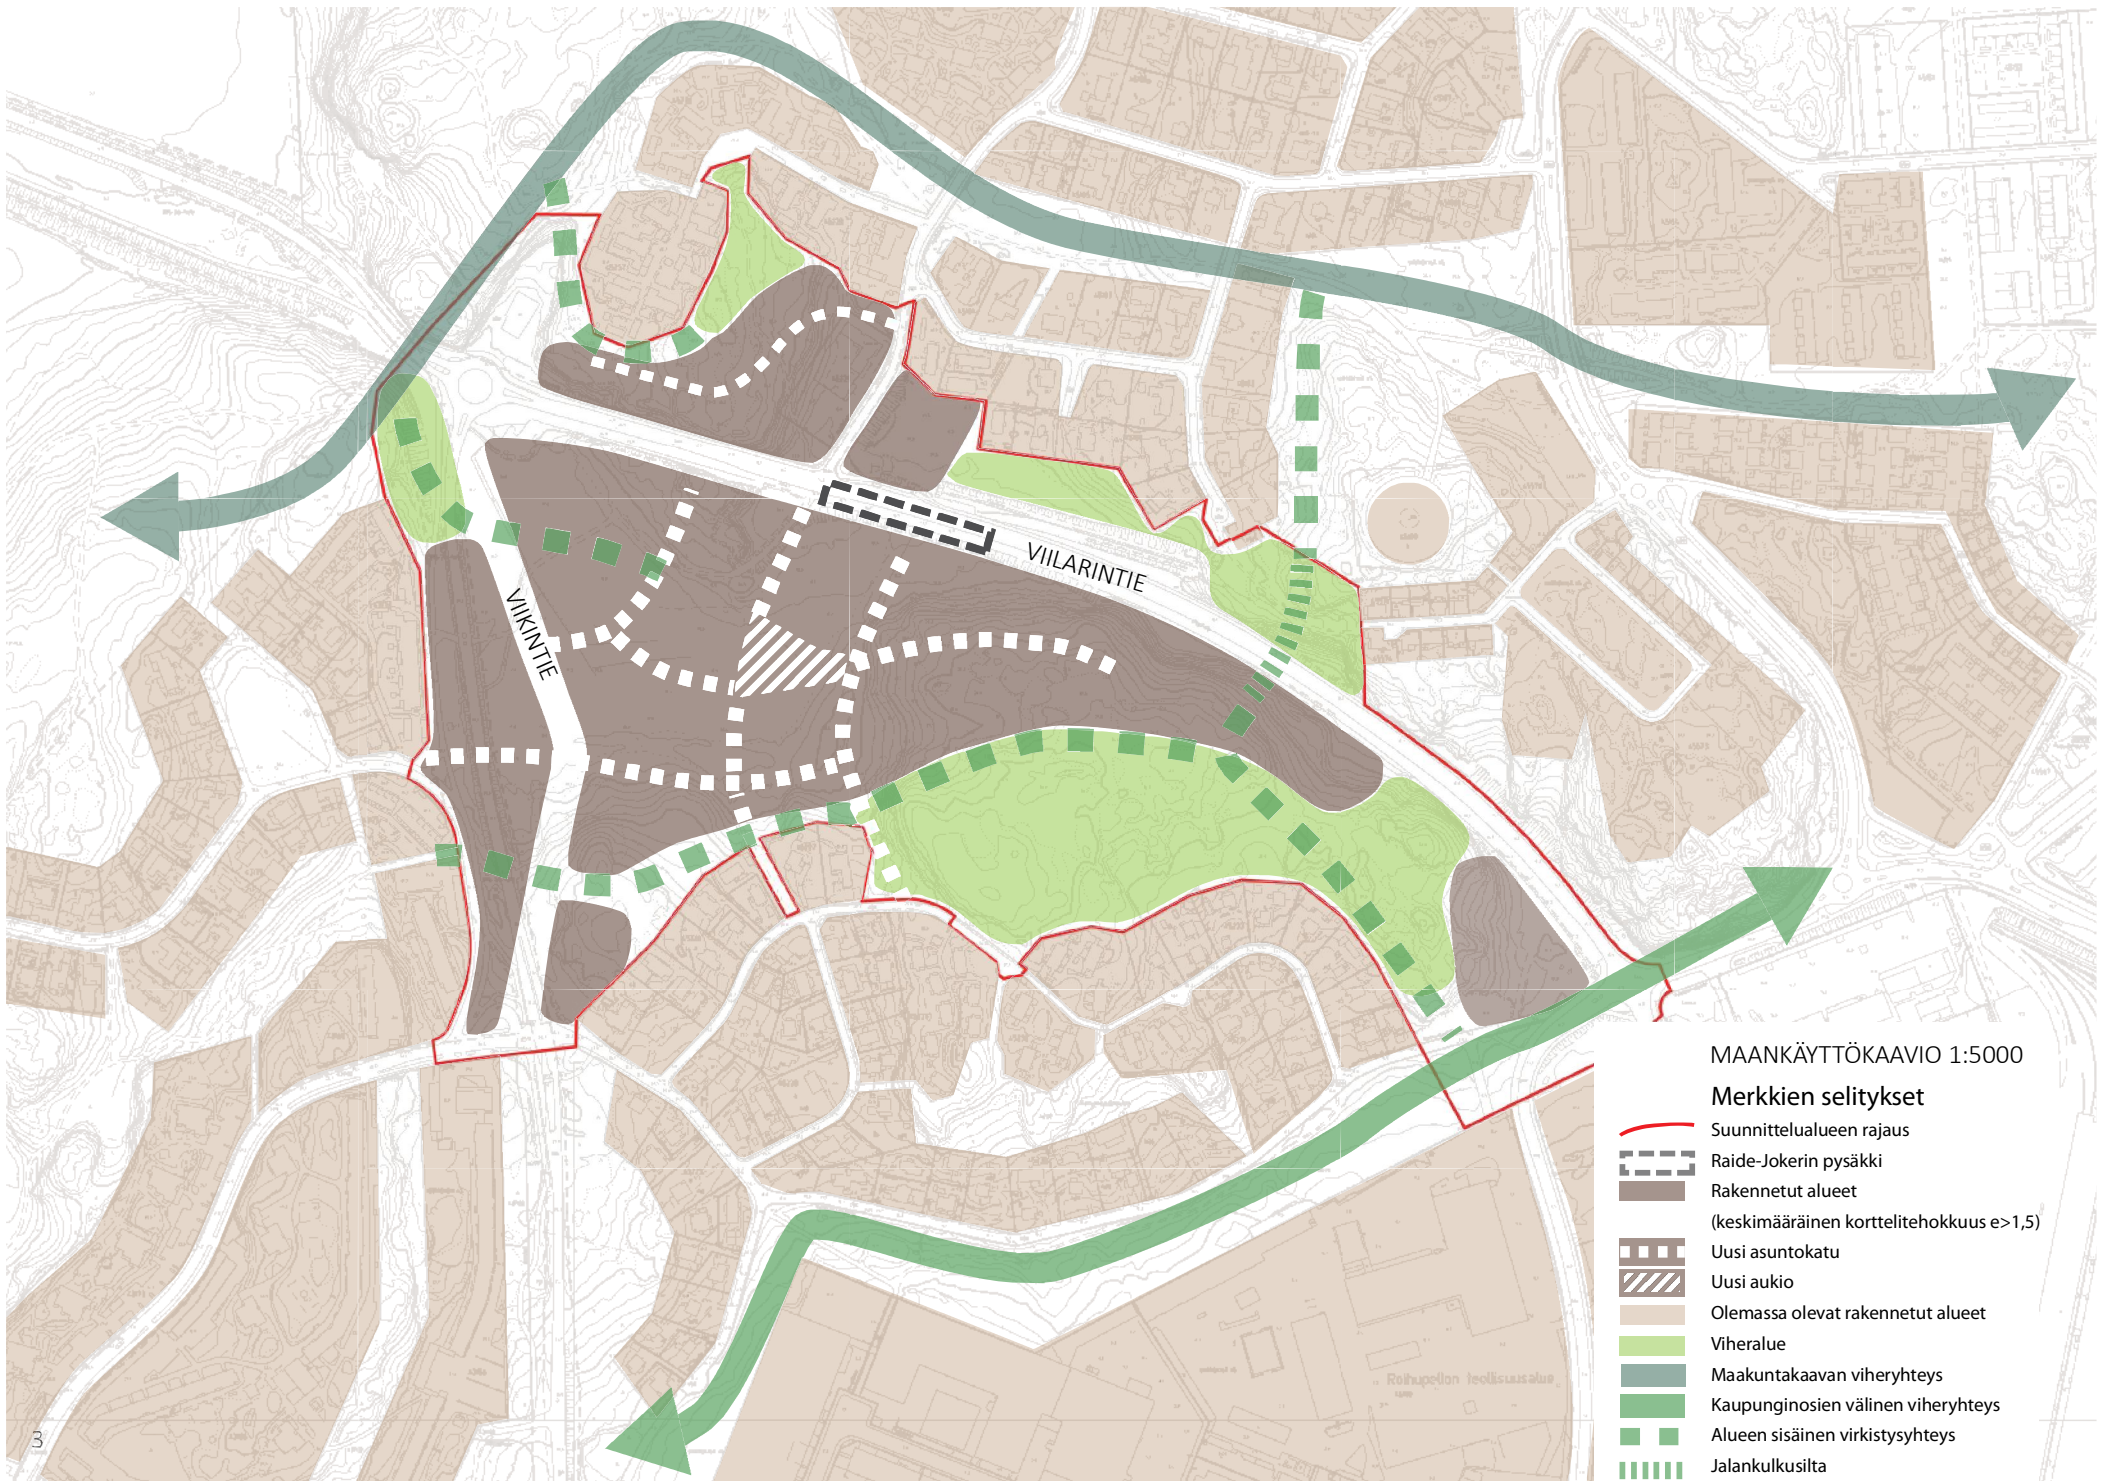 VIILARINTIE
VIIKINTIE
MAANKÄYTTÖKAAVIO 1:5000
Merkkien selitykset
Suunnittelualueen rajaus
Raide-Jokerin pysäkki
Rakennetut alueet
(keskimääräinen korttelitehokkuus e>1,5)
Uusi asuntokatu
Uusi aukio
Olemassa olevat rakennetut alueet
Viheralue
Maakuntakaavan viheryhteys
Kaupunginosien välinen viheryhteys
Alueen sisäinen virkistysyhteys
Jalankulkusilta
Roihupellon teollisuusalue
3